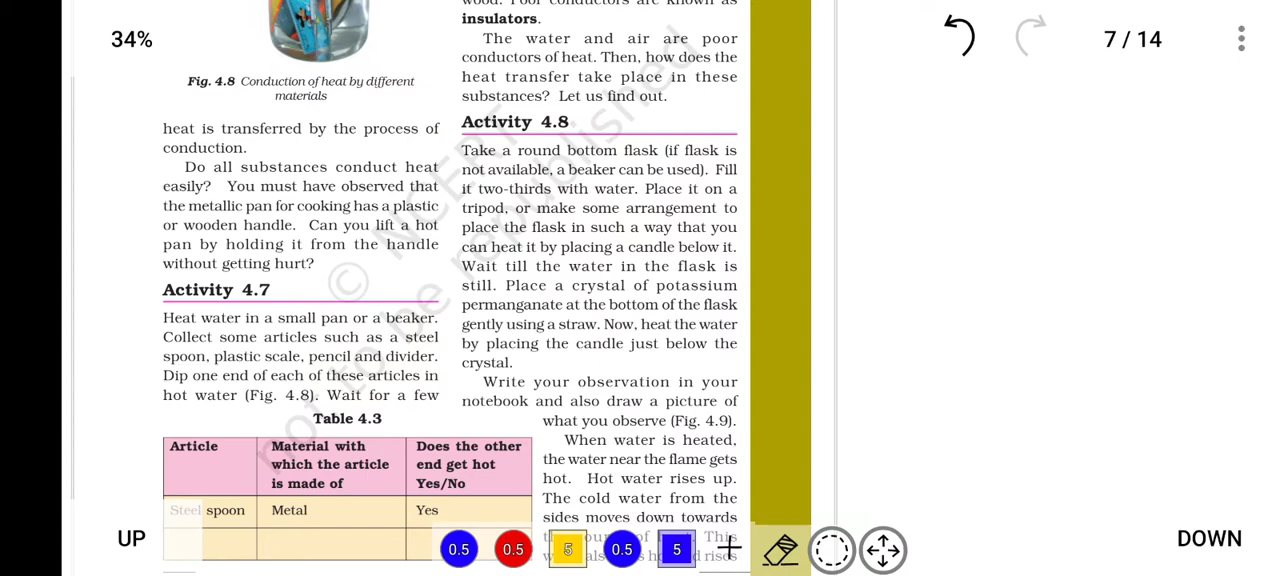 34%
7 / 14
Fig. 4.8 Conduction of heat by different
materials
heat is transferred by the process of
conduction.
Do all substances conduct heat
easily? You must have observed that
the metallic pan for cooking has a plastic
or wooden handle. Can you lift a hot
pan by holding it from the handle
without getting hurt?
Activity 4.7
Heat water in a small pan or a beaker.
Collect some articles such as a steel
spoon, plastic scale, pencil and divider.
Dip one end of each of these articles in
hot water (Fig. 4.8). Wait for a few
Table 4.3
Article
Material with
which the article
is made of
Does the other
end get hot
Yes/No
Steel spoon
Metal
Yes
wood. Poor conductors are known as
insulators.
The water and air are poor
conductors of heat. Then, how does the
heat transfer take place in these
substances? Let us find out.
Activity 4.8
Take a round bottom flask (if flask is
not available, a beaker can be used). Fill
it two-thirds with water. Place it on a
tripod, or make some arrangement to
place the flask in such a way that you
can heat it by placing a candle below it.
Wait till the water in the flask is
still. Place a crystal of potassium
permanganate at the bottom of the flask
gently using a straw. Now, heat the water
by placing the candle just below the
crystal.
Write your observation in your
notebook and also draw a picture of
what you observe (Fig. 4.9).
When water is heated,
the water near the flame gets
hot. Hot water rises up.
The cold water from the
sides moves down towards
of This
rises
© NCERT
not to be republished
UP
0.5
0.5
5
0.5
5
DOWN